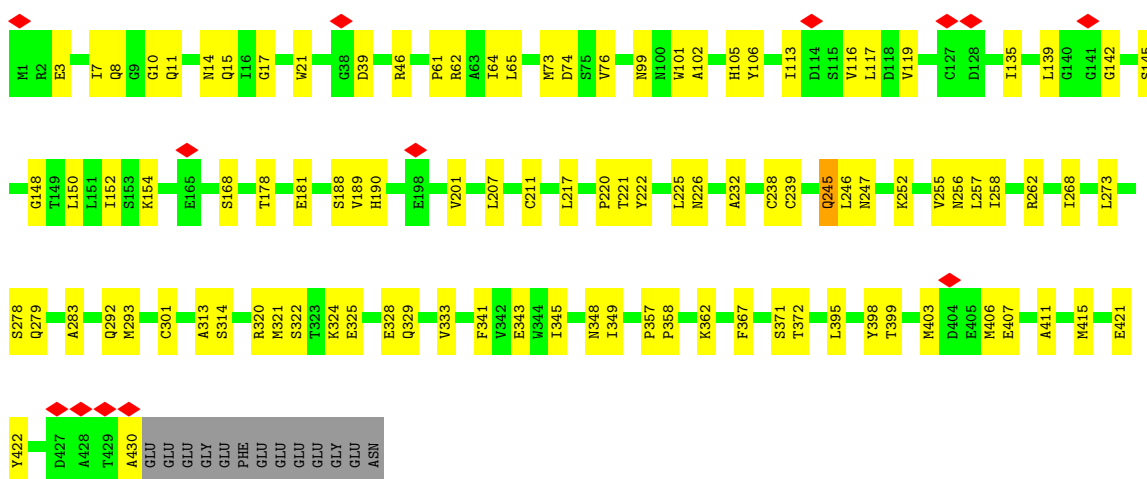 M1 R2 E3 I7 Q8 G9 G10 Q11 N14 Q15 I16 G17 W21 G38 D39 R46 P61 R62 A63 I64 L65 M73 D74 S75 V76 N99 N100 W101 A102 H105 Y106 I113 D114 S115 V116 L117 D118 V119 C127 D128 I135 L139 G140 G141 G142 S145
G148 T149 L150 L151 I152 S153 K154 E165 S168 T178 E181 S188 V189 H190 E198 V201 L207 C211 L217 P220 T221 Y222 L225 N226 A232 C238 C239 Q245 L246 N247 K252 V255 N256 L257 I258 R262 I268 L273
S278 Q279 A283 Q292 M293 C301 A313 S314 R320 M321 S322 T323 K324 E325 E328 Q329 V333 F341 V342 E343 W344 I345 N348 I349 P357 P358 K362 F367 S371 T372 L395 Y398 T399 M403 D404 E405 M406 E407 A411 M415 E421
Y422 D427 A428 T429 A430 GLU GLU GLU GLY GLU PHE GLU GLU GLU GLU GLY GLU ASN